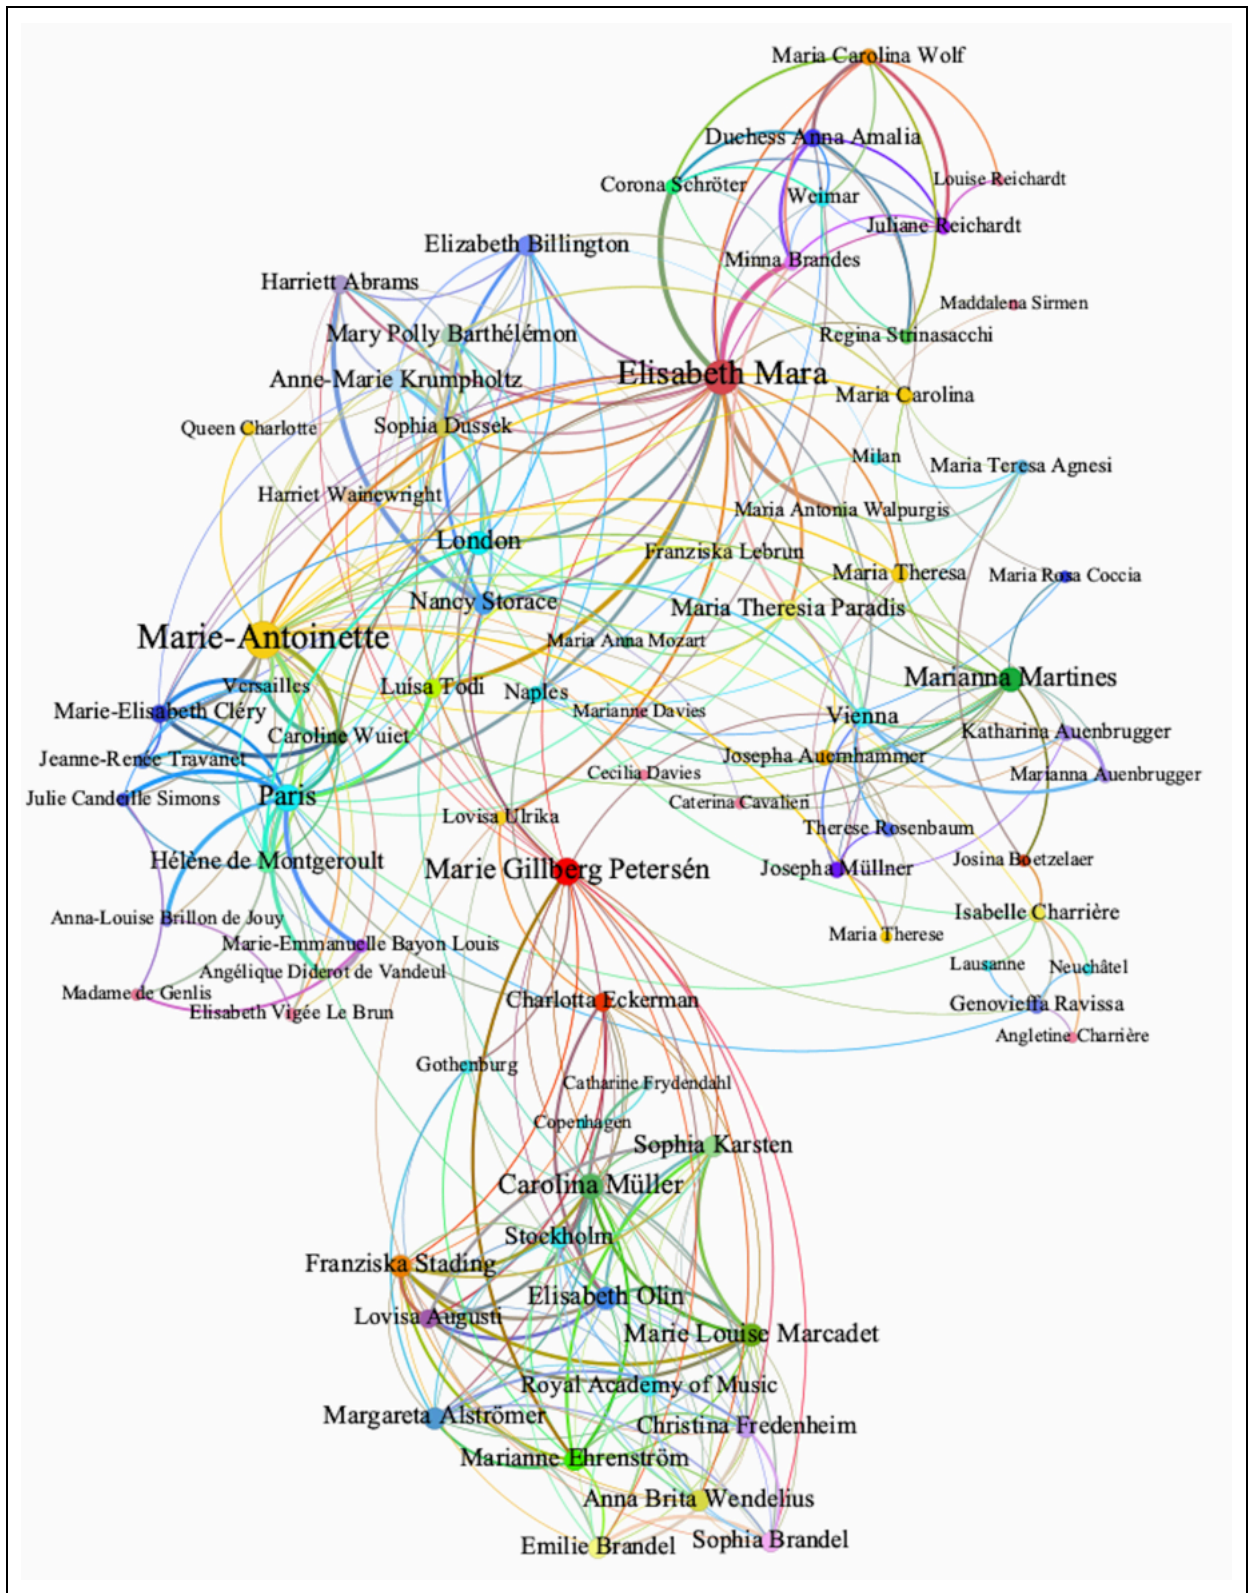 Maria Carolina Wolf
Duchess Anna Amalia
Louise Reichardt
Corona Schröter
Weimar
Juliane Reichardt
Elizabeth Billington
Minna Brandes
Harriett Abrams
Maddalena Sirmen
Mary Polly Barthélémon
Regina Strinasacchi
Elisabeth Mara
Anne-Marie Krumpholtz
Maria Carolina
Queen Charlotte
Sophia Dussek
Milan
Maria Teresa Agnesi
Harriet Wainewright
Maria Antonia Walpurgis
London
Franziska Lebrun
Maria Theresa
Maria Rosa Coccia
Nancy Storace
Maria Theresia Paradis
Marie-Antoinette
Maria Anna Mozart
Marianna Martines
Versailles
Luísa Todi
Naples
Marie-Elisabeth Cléry
Marianne Davies
Vienna
Caroline Wuiet
Katharina Auenbrugger
Jeanne-Renée Travanet
Josepha Auernhammer
Cecilia Davies
Marianna Auenbrugger
Julie Candeille Simons
Paris
Caterina Cavalieri
Lovisa Ulrika
Therese Rosenbaum
Hélène de Montgeroult
Marie Gillberg Petersén
Josepha Müllner
Josina Boetzelaer
Anna-Louise Brillon de Jouy
Isabelle Charrière
Marie-Emmanuelle Bayon Louis
Maria Therese
Angélique Diderot de Vandeul
Lausanne
Neuchâtel
Madame de Genlis
Elisabeth Vigée Le Brun
Charlotta Eckerman
Genovieffa Ravissa
Angletine Charrière
Gothenburg
Catharine Frydendahl
Copenhagen
Sophia Karsten
Carolina Müller
Stockholm
Franziska Stading
Elisabeth Olin
Lovisa Augusti
Marie Louise Marcadet
Royal Academy of Music
Margareta Alströmer
Christina Fredenheim
Marianne Ehrenström
Anna Brita Wendelius
Emilie Brandel
Sophia Brandel